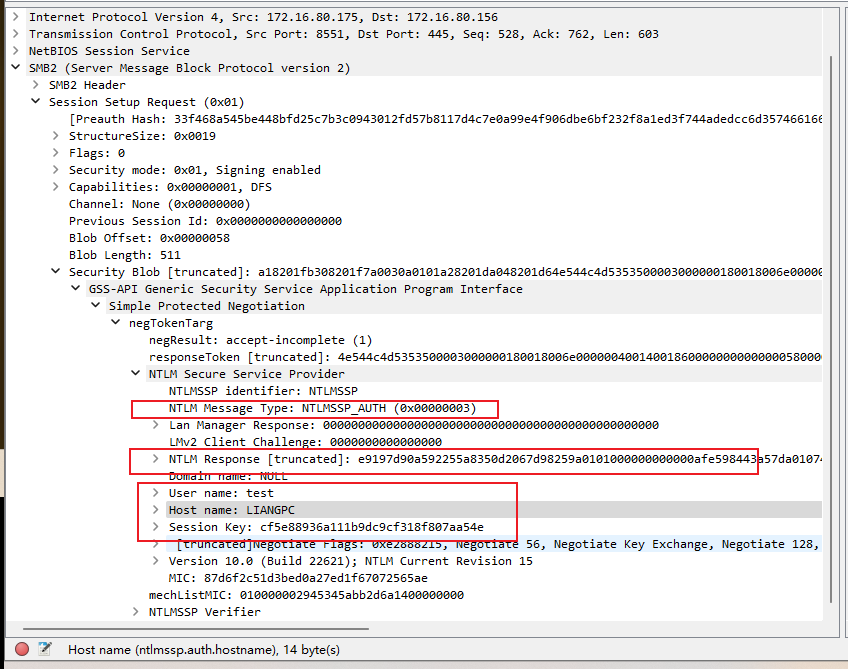 Internet Protocol Version 4, Src: 172.16.80.175, Dst: 172.16.80.156
Transmission Control Protocol, Src Port: 8551, Dst Port: 445, Seq: 528, Ack: 762, Len: 603
NetBIOS Session Service
SMB2 (Server Message Block Protocol version 2)
SMB2 Header
Session Setup Request (0x01)
[Preauth Hash: 33f468a545be448bfd25c7b3c0943012fd57b8117d4c7e0a99e4f906dbe6bf232f8a1ed3f744adedcc6d357466166
StructureSize: 0x0019
Flags: 0
Security mode: 0x01, Signing enabled
Capabilities: 0x00000001, DFS
Channel: None (0x00000000)
Previous Session Id: 0x0000000000000000
Blob Offset: 0x00000058
Blob Length: 511
Security Blob [truncated]: a18201fb308201f7a0030a0101a28201da048201d64e544c4d5353500003000000180018006e00000
GSS-API Generic Security Service Application Program Interface
Simple Protected Negotiation
negTokenTarg
negResult: accept-incomplete (1)
responseToken [truncated]: 4e544c4d5353500003000000180018006e0000004001400186000000000000005800000
NTLM Secure Service Provider
NTLMSSP identifier: NTLMSSP
NTLM Message Type: NTLMSSP_AUTH (0x00000003)
Lan Manager Response: 000000000000000000000000000000000000000000000000
LMv2 Client Challenge: 0000000000000000
NTLM Response [truncated]: e9197d90a592255a8350d2067d98259a0101000000000000afe598443a57da01074
Domain name: NULL
User name: test
Host name: LIANGPC
Session Key: cf5e88936a111b9dc9cf318f807aa54e
[truncated]Negotiate Flags: 0xe2888215, Negotiate 56, Negotiate Key Exchange, Negotiate 128,
Version 10.0 (Build 22621); NTLM Current Revision 15
MIC: 87d6f2c51d3bed0a27ed1f67072565ae
mechListMIC: 010000002945345abb2d6a1400000000
NTLMSSP Verifier
Host name (ntlmssp.auth.hostname), 14 byte(s)